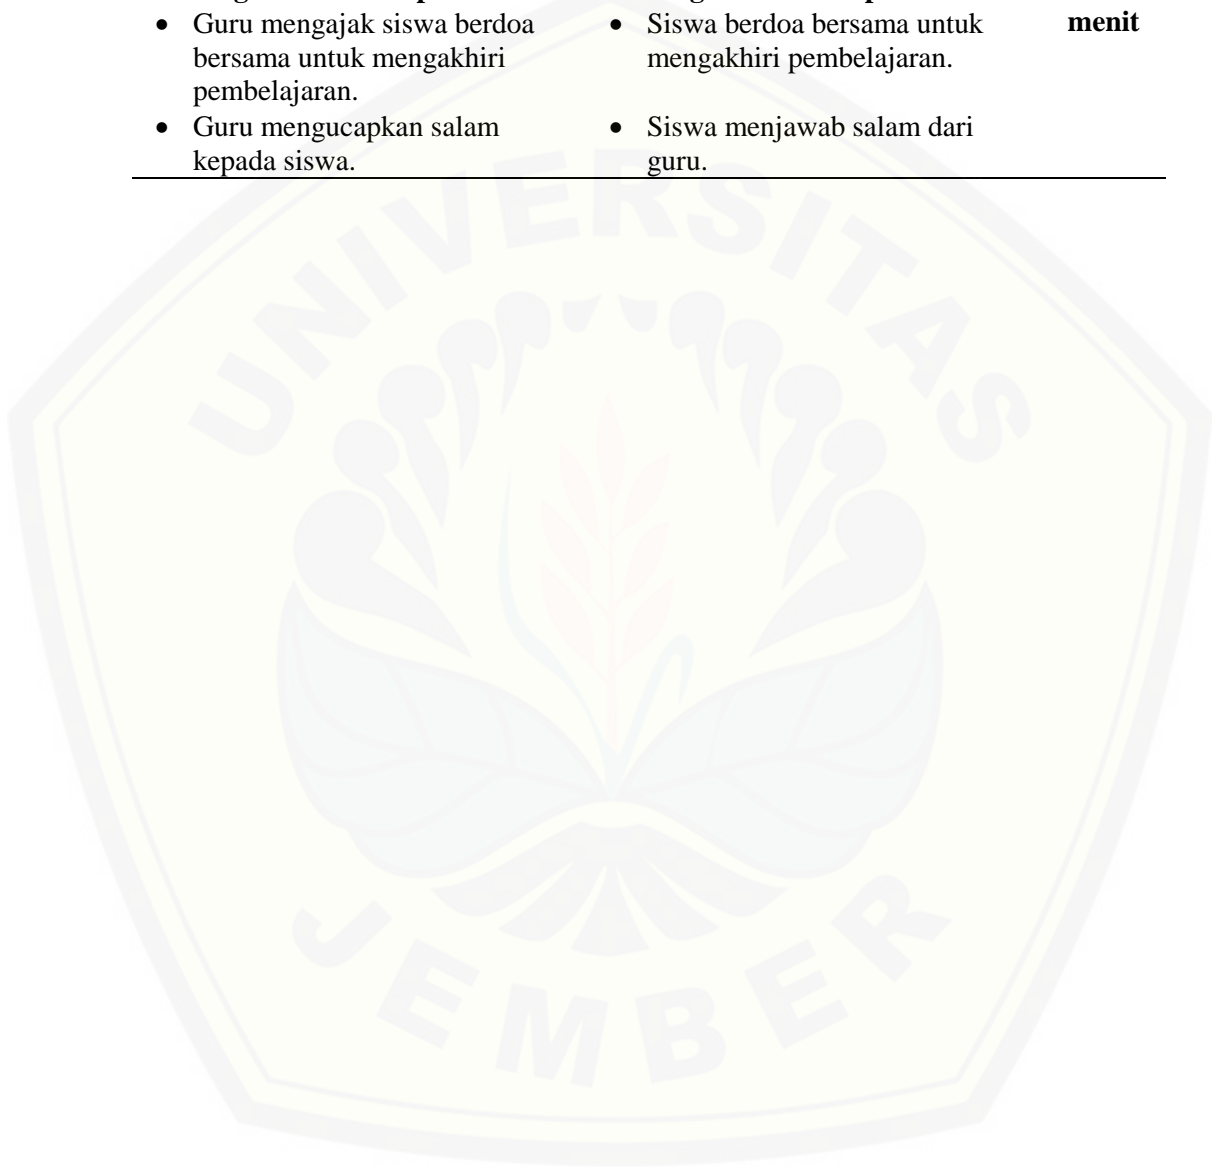 • Guru mengajak siswa berdoa • Siswa berdoa bersama untuk menit
bersama untuk mengakhiri mengakhiri pembelajaran.
pembelajaran.
• Guru mengucapkan salam • Siswa menjawab salam dari
kepada siswa. guru.
UNIVERSITAS
JEMBER